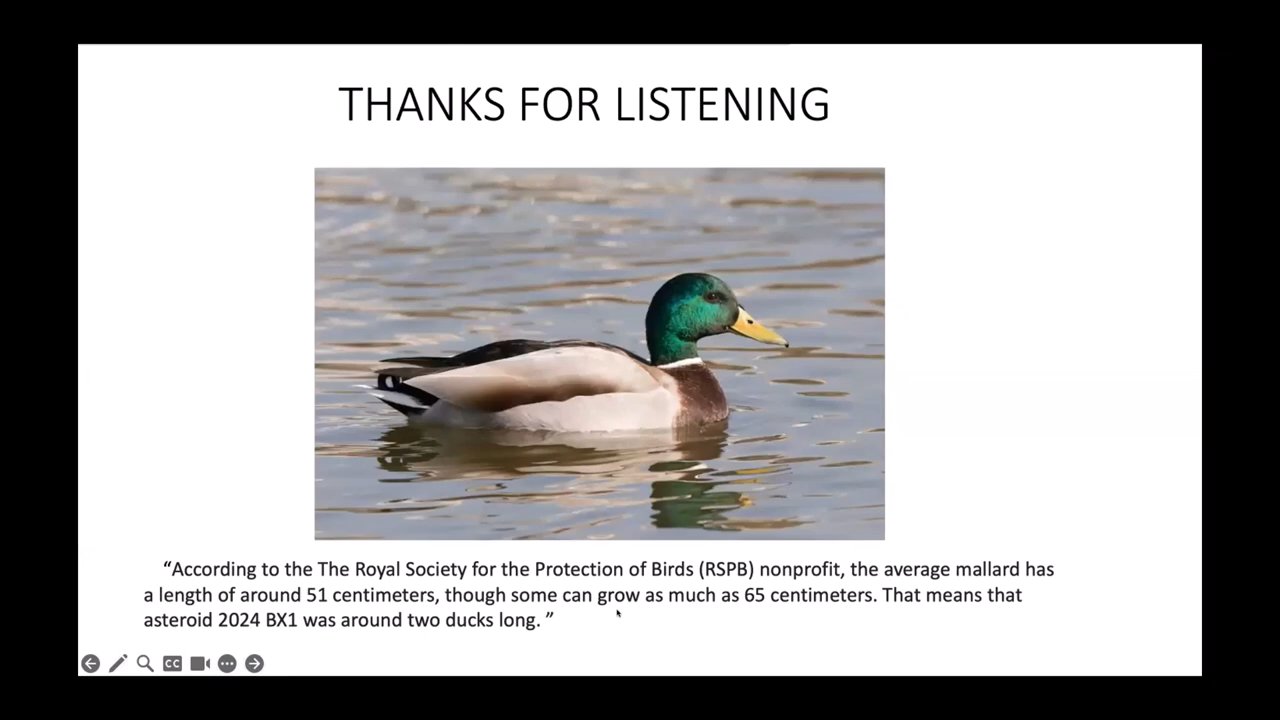 THANKS FOR LISTENING
“According to the The Royal Society for the Protection of Birds (RSPB) nonprofit, the average mallard has
a length of around 51 centimeters, though some can grow as much as 65 centimeters. That means that
asteroid 2024 BX1 was around two ducks long. ”
CC